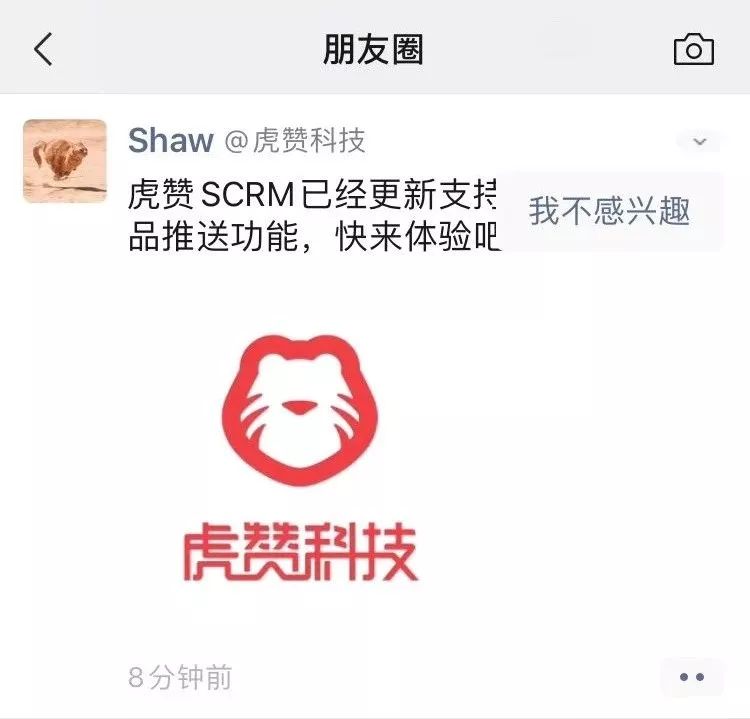 朋友圈
Shaw @虎赞科技
虎赞SCRM已经更新支持
我不感兴趣
品推送功能，快来体验吧
虎赞科技
8分钟前